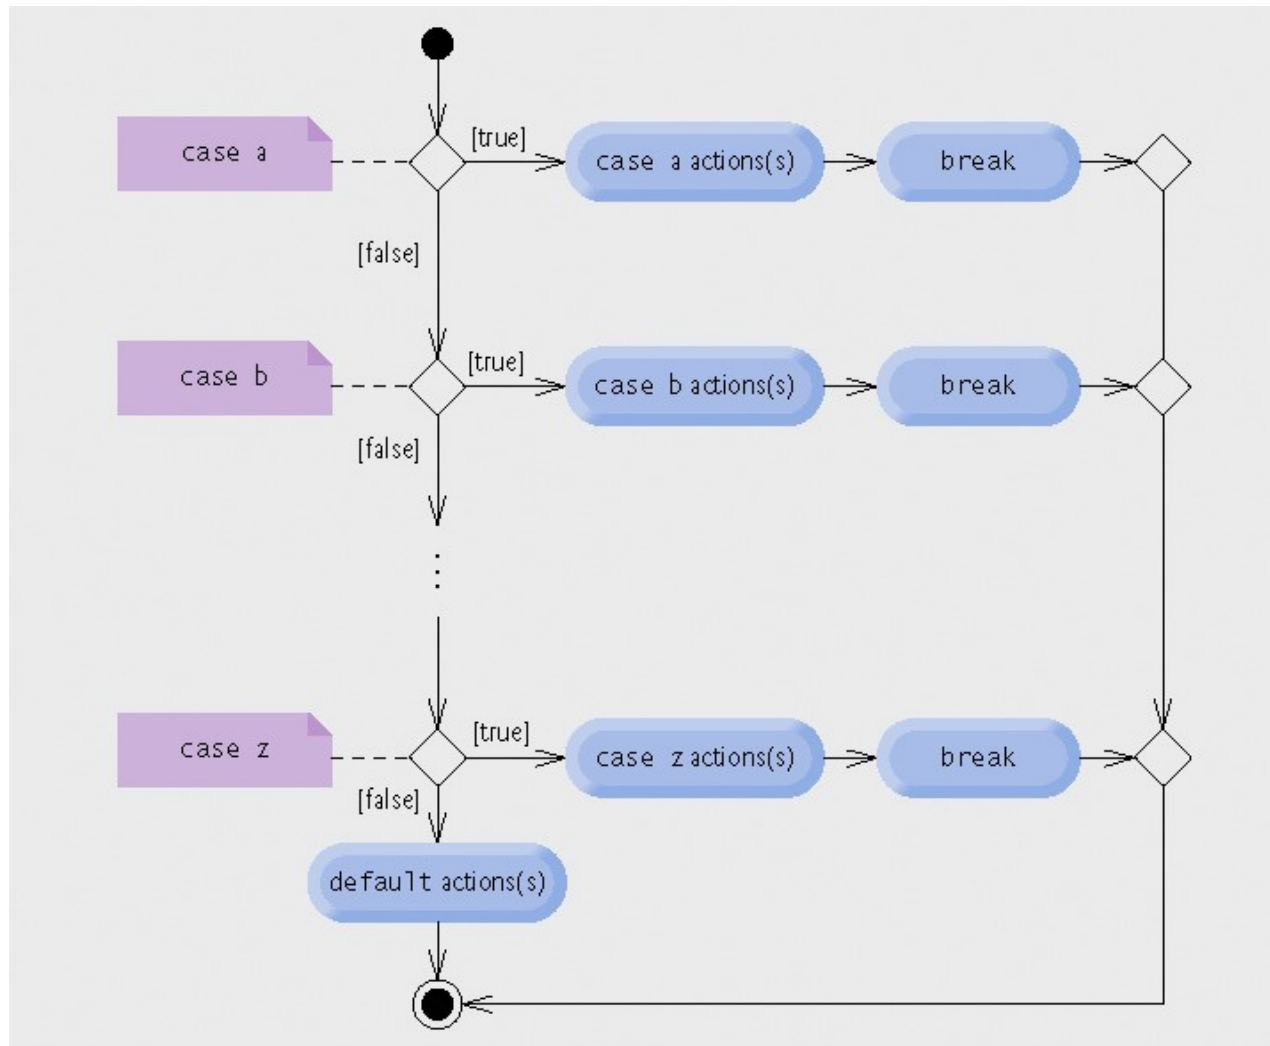 case a
[true]
case a actions(s)
break
[false]
case b
[true]
case b actions(s)
break
[false]
case z
[true]
case z actions(s)
break
[false]
default actions(s)